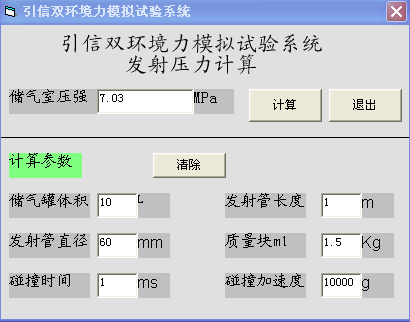 引信双环境力模拟试验系统
引信双环境力模拟试验系统
发射压力计算
储气室压强 7.03 MPa 计算 退出
计算参数 清除
储气罐体积 10 L 发射管长度 1 m
发射管直径 60 mm 质量块m1 1.5 Kg
碰撞时间 1 ms 碰撞加速度 10000 g